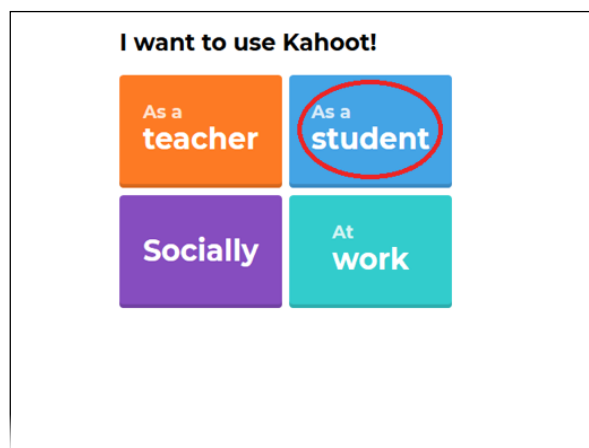 I want to use Kahoot!
As a
teacher
As a
student
Socially
At
work